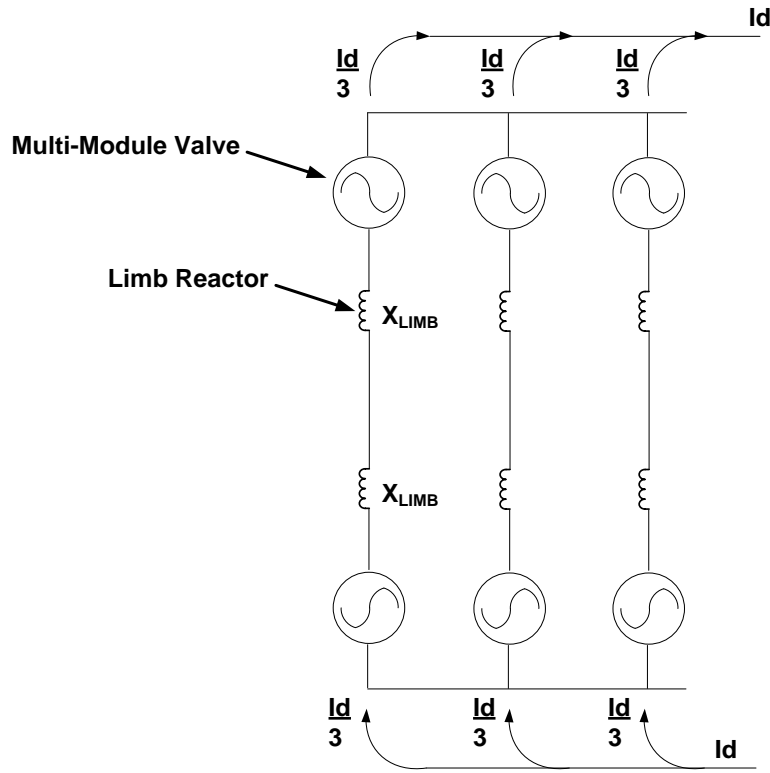 Id
Id Id Id
3 3 3
Multi-Module Valve
Limb Reactor
XLIMB
XLIMB
Id Id Id
3 3 3
Id